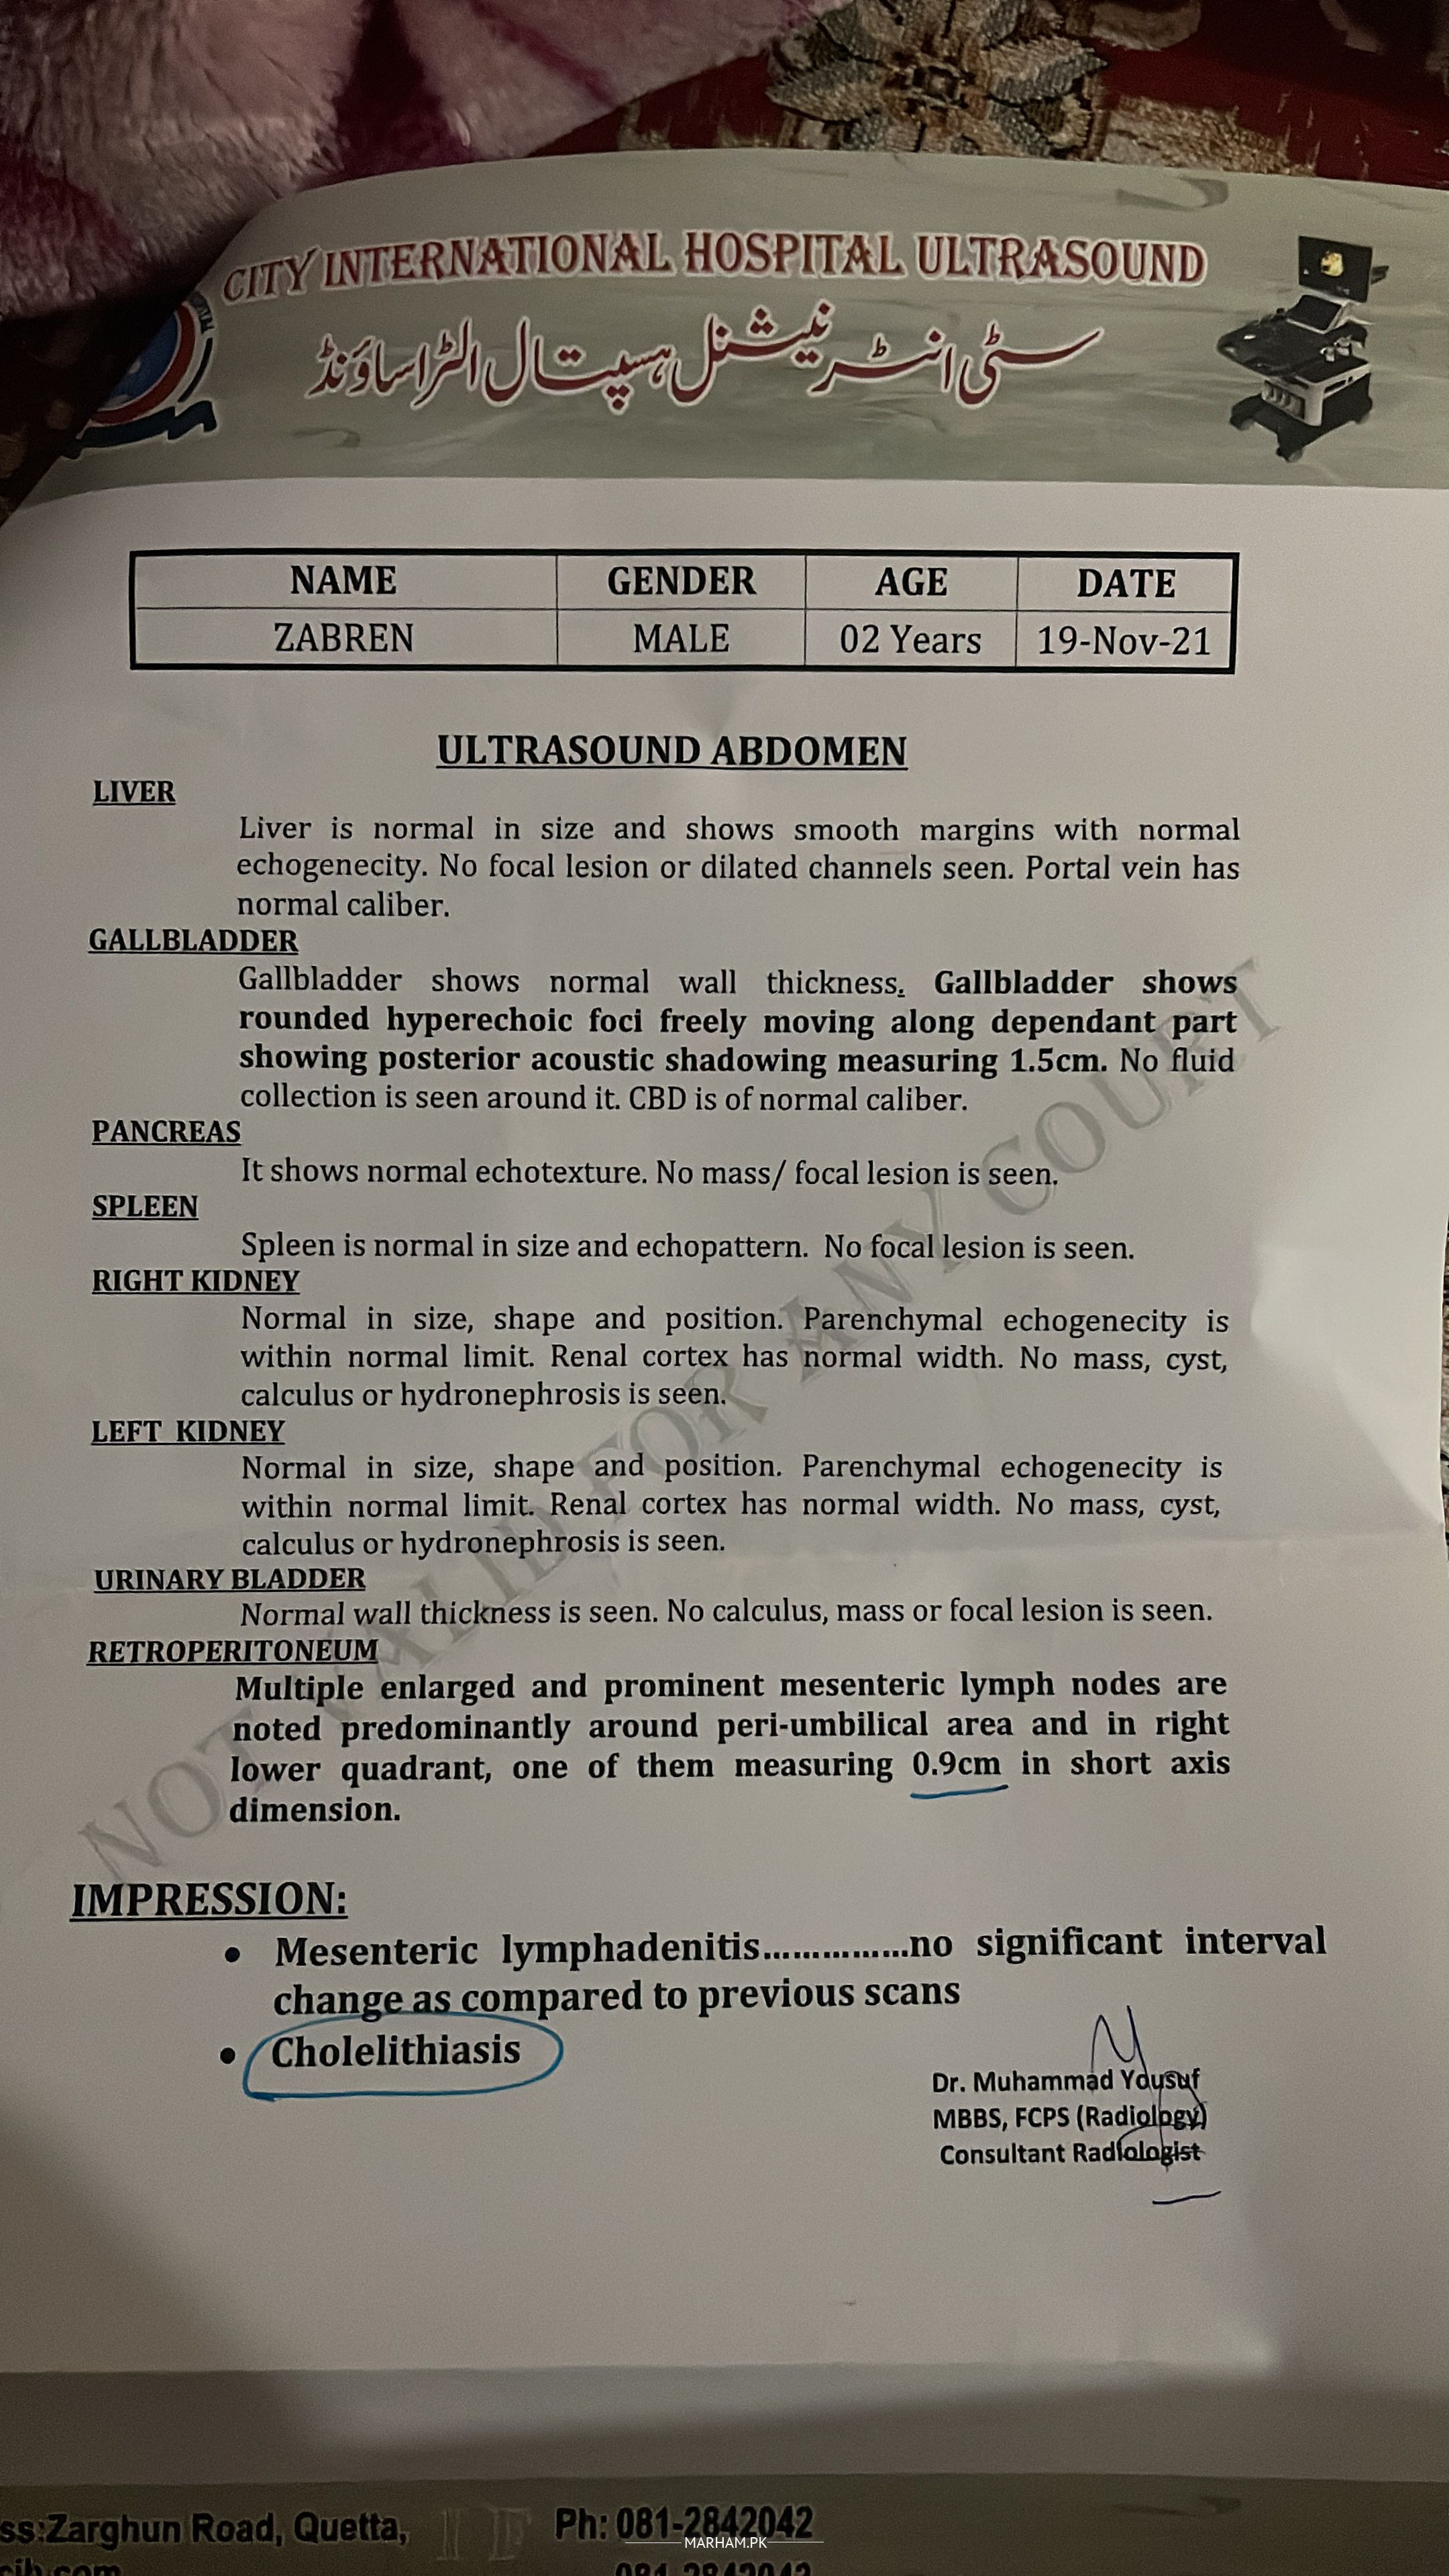 CITY INTERNATIONAL HOSPITAL ULTRASOUND
سٹی انٹرنیشنل ہسپتال الٹراساؤنڈ
NAME GENDER AGE DATE
ZABREN MALE 02 Years 19-Nov-21
ULTRASOUND ABDOMEN
LIVER
Liver is normal in size and shows smooth margins with normal
echogenecity. No focal lesion or dilated channels seen. Portal vein has
normal caliber.
GALLBLADDER
Gallbladder shows normal wall thickness. Gallbladder shows
rounded hyperechoic foci freely moving along dependant part
showing posterior acoustic shadowing measuring 1.5cm. No fluid
collection is seen around it. CBD is of normal caliber.
PANCREAS
It shows normal echotexture. No mass/ focal lesion is seen.
SPLEEN
Spleen is normal in size and echopattern. No focal lesion is seen.
RIGHT KIDNEY
Normal in size, shape and position. Parenchymal echogenecity is
within normal limit. Renal cortex has normal width. No mass, cyst,
calculus or hydronephrosis is seen.
LEFT KIDNEY
Normal in size, shape and position. Parenchymal echogenecity is
within normal limit. Renal cortex has normal width. No mass, cyst,
calculus or hydronephrosis is seen.
URINARY BLADDER
Normal wall thickness is seen. No calculus, mass or focal lesion is seen.
RETROPERITONEUM
Multiple enlarged and prominent mesenteric lymph nodes are
noted predominantly around peri-umbilical area and in right
lower quadrant, one of them measuring 0.9cm in short axis
dimension.
NOT VALID FOR ANY COURT
IMPRESSION:
• Mesenteric lymphadenitis...............no significant interval
change as compared to previous scans
• Cholelithiasis
Dr. Muhammad Yousuf
MBBS, FCPS (Radiology)
Consultant Radiologist
ss:Zarghun Road, Quetta, Ph: 081-2842042
MARHAM.PK